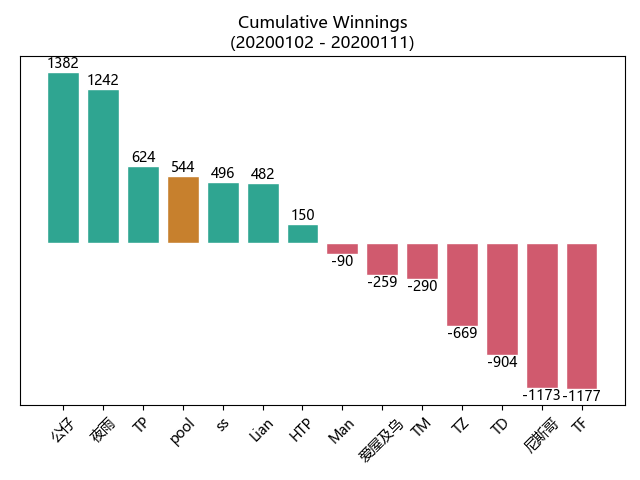 Cumulative Winnings
(20200102 - 20200111)
1382
1242
624
544
496
482
150
-90
-259
-290
-669
-904
-1173
-1177
公仔
夜雨
TP
pool
ss
Lian
HTP
Man
爱屋及乌
TM
TZ
TD
尼斯哥
TF